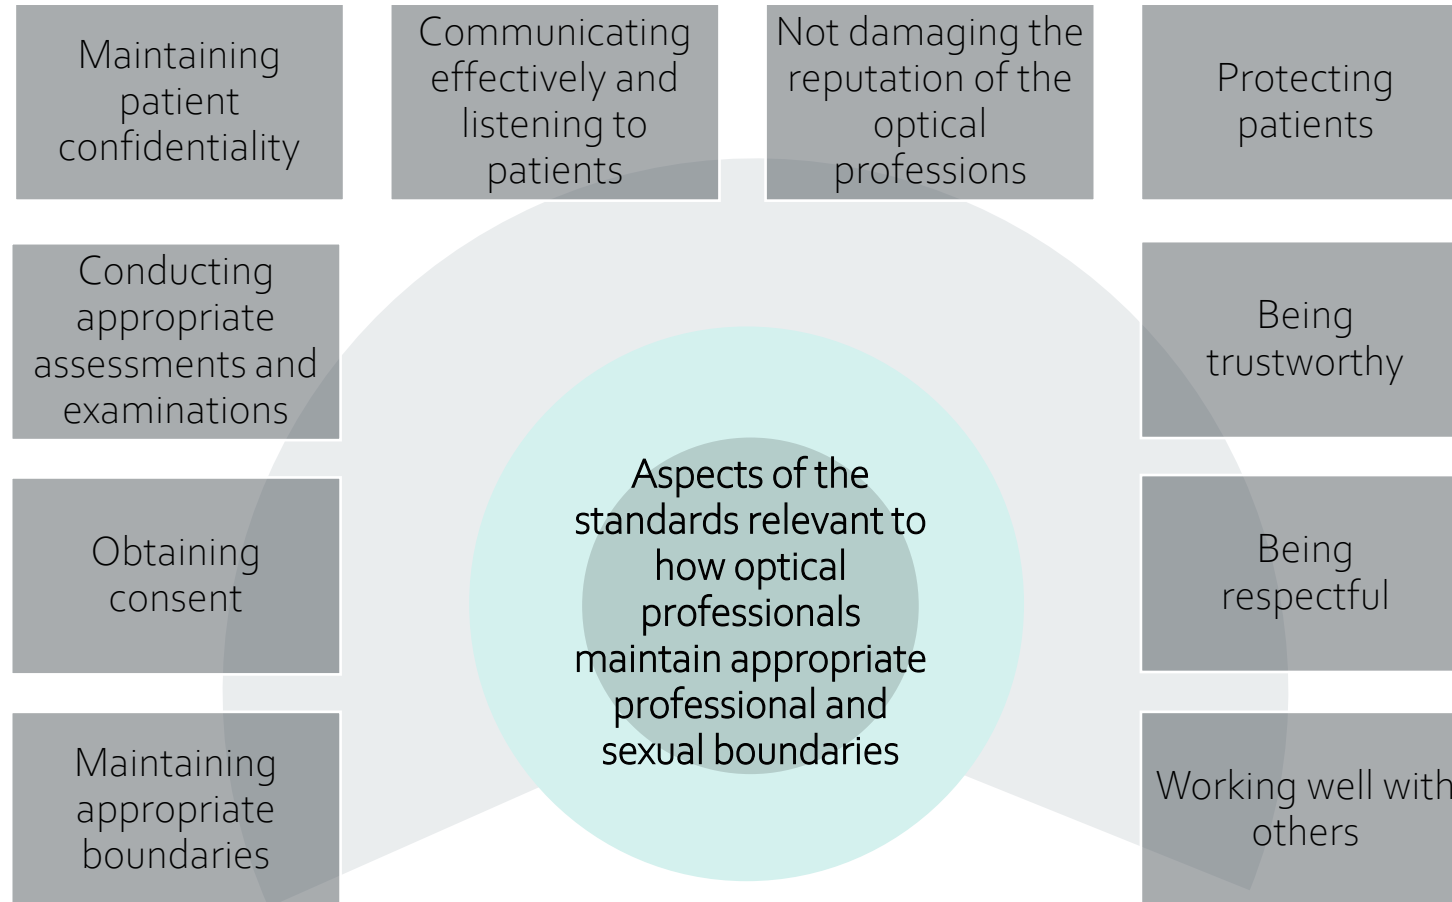 Maintaining
patient
confidentiality
Communicating
effectively and
listening to
patients
Not damaging the
reputation of the
optical
professions
Protecting
patients
Conducting
appropriate
assessments and
examinations
Being
trustworthy
Aspects of the
standards relevant to
how optical
professionals
maintain appropriate
professional and
sexual boundaries
Obtaining
consent
Being
respectful
Maintaining
appropriate
boundaries
Working well with
others